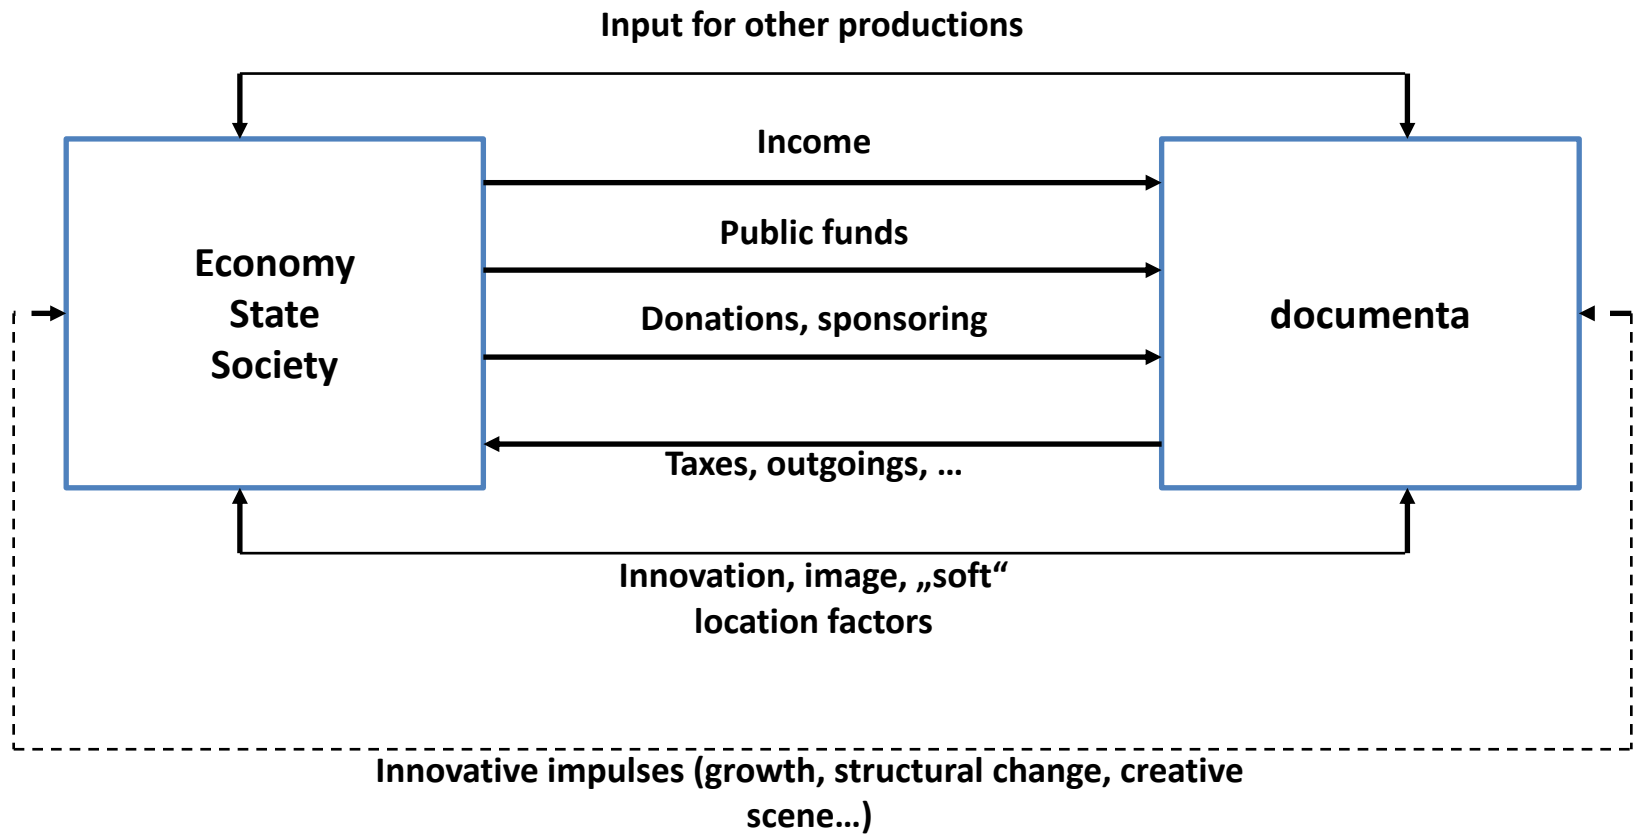 Input for other productions
Income
Public funds
Donations, sponsoring
Taxes, outgoings, …
Economy
State
Society
documenta
Innovation, image, „soft“
location factors
Innovative impulses (growth, structural change, creative
scene…)